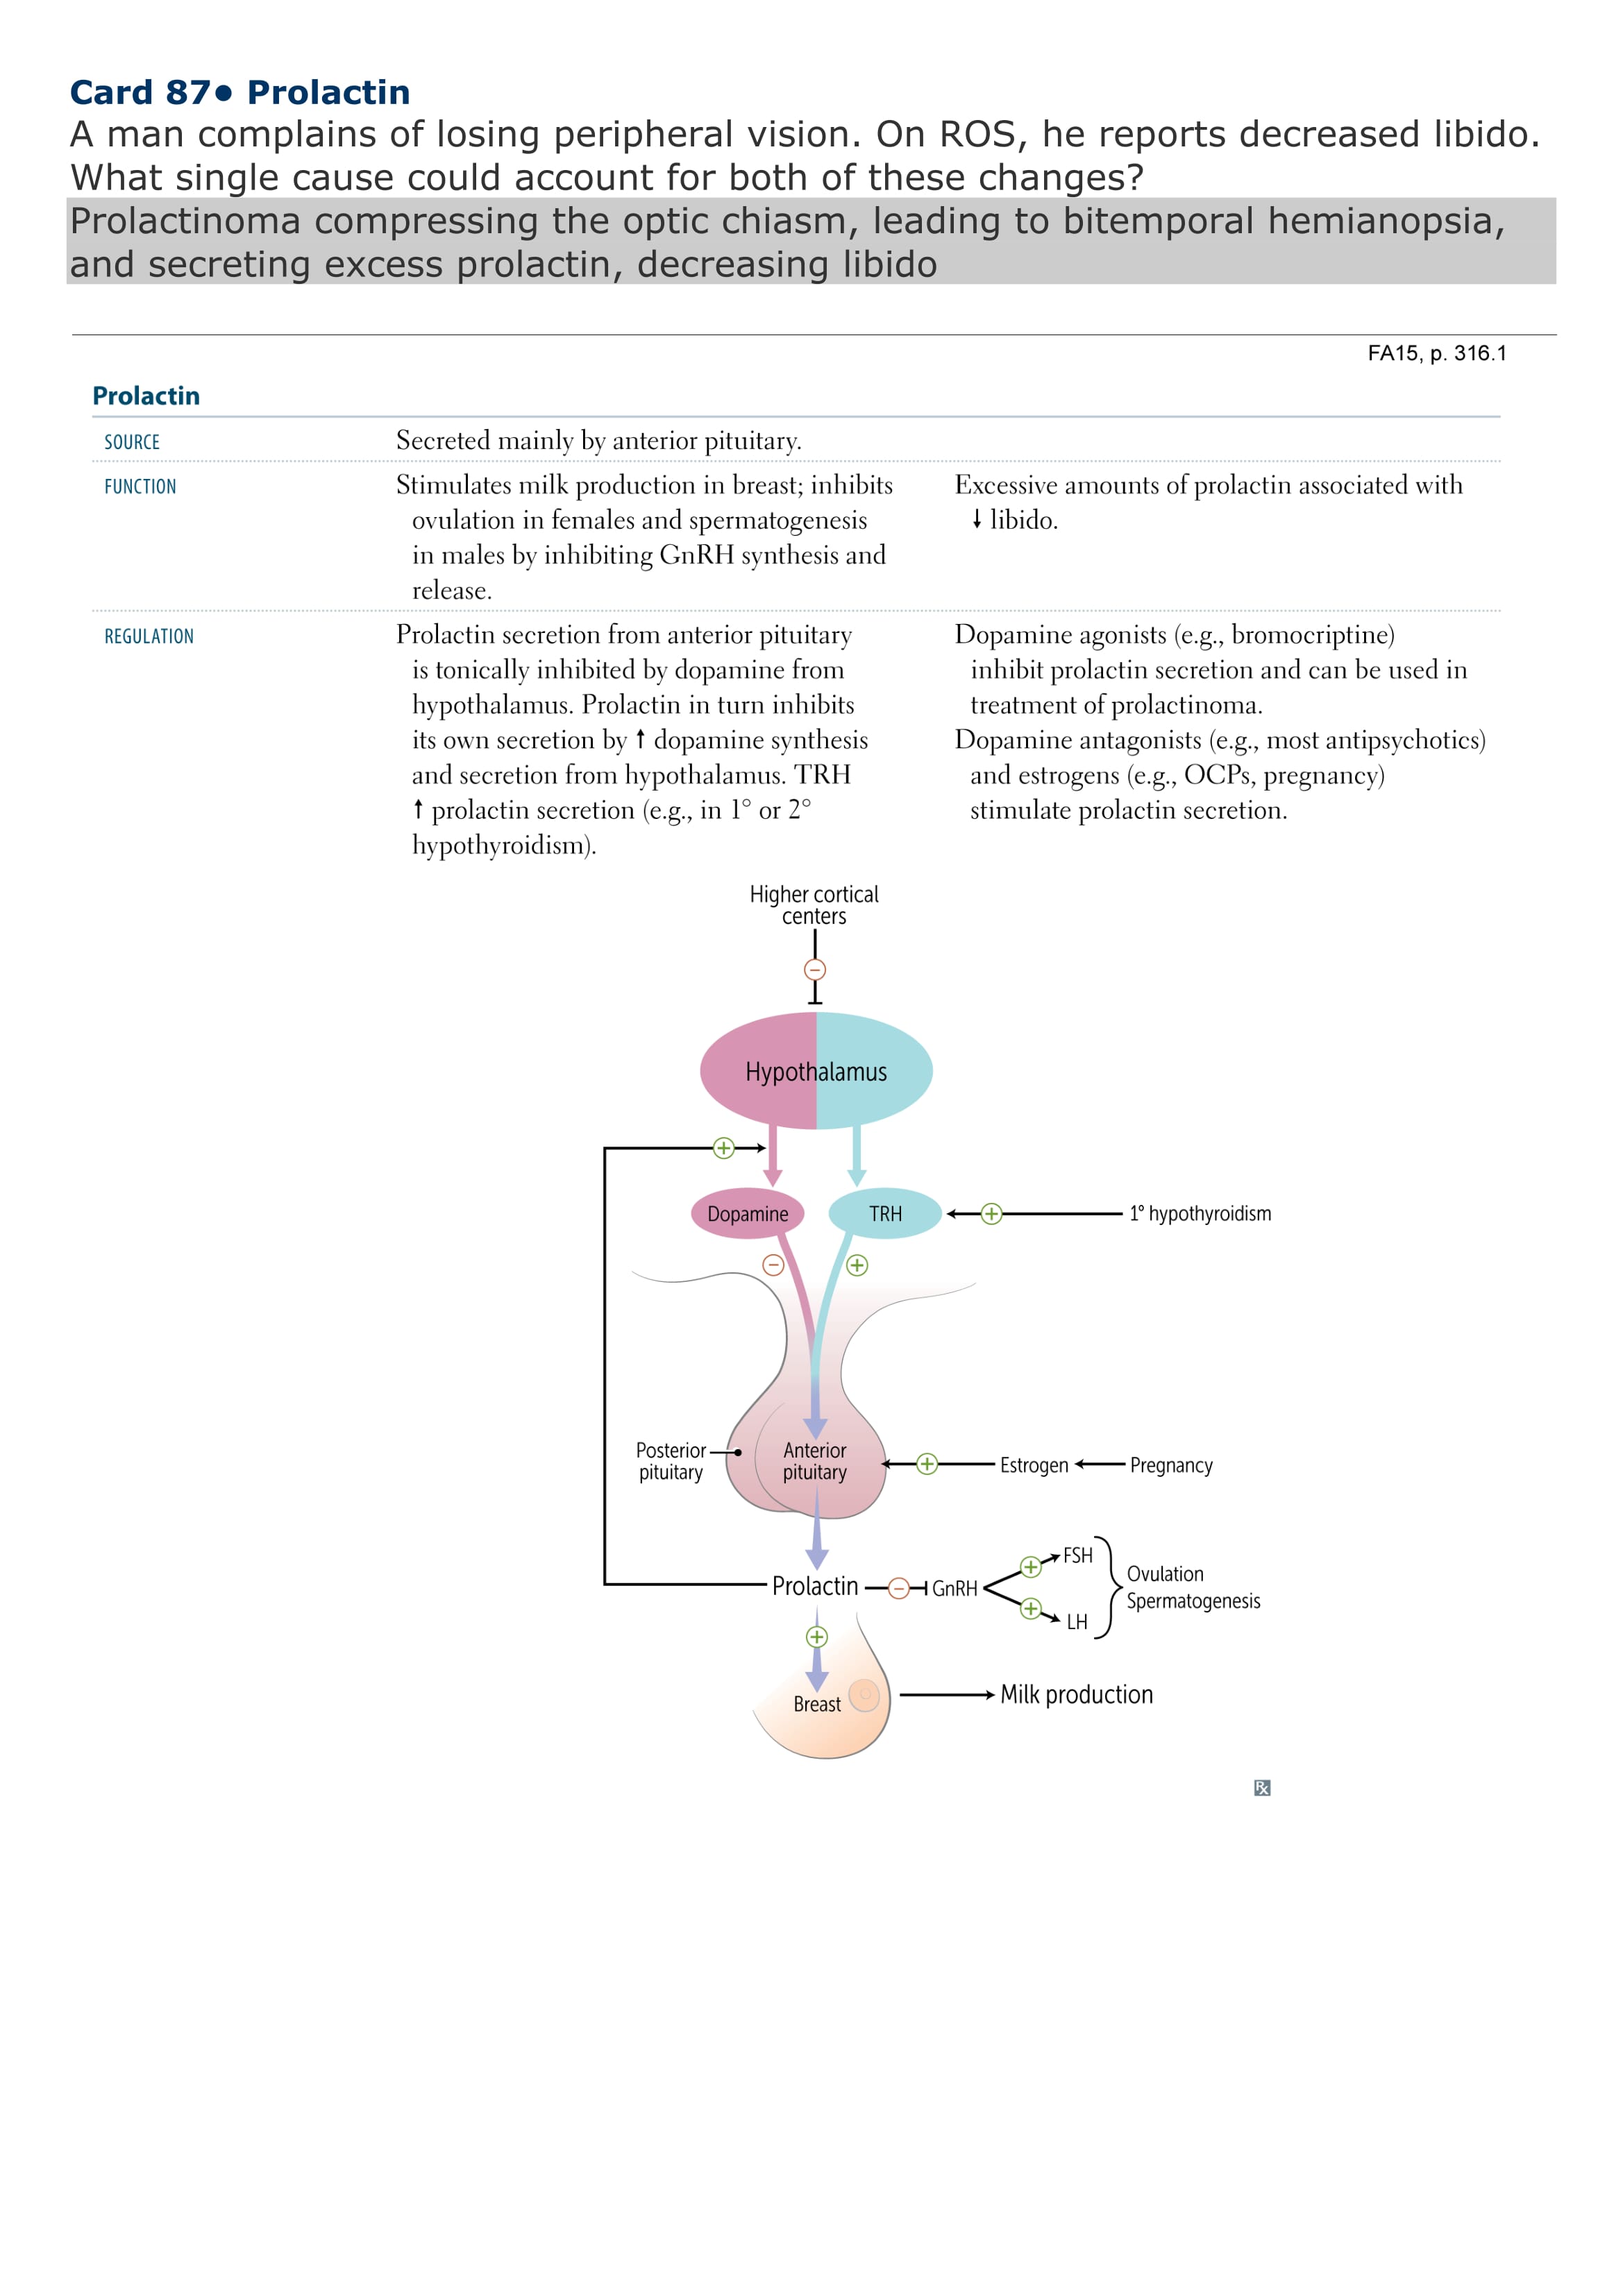 Card 87● Prolactin
A man complains of losing peripheral vision. On ROS, he reports decreased libido.
What single cause could account for both of these changes?
Prolactinoma compressing the optic chiasm, leading to bitemporal hemianopsia,
and secreting excess prolactin, decreasing libido
FA15, p. 316.1
Prolactin
SOURCE
Secreted mainly by anterior pituitary.
FUNCTION
Stimulates milk production in breast; inhibits
ovulation in females and spermatogenesis
in males by inhibiting GnRH synthesis and
release.
Excessive amounts of prolactin associated with
↓ libido.
REGULATION
Prolactin secretion from anterior pituitary
is tonically inhibited by dopamine from
hypothalamus. Prolactin in turn inhibits
its own secretion by ↑ dopamine synthesis
and secretion from hypothalamus. TRH
↑ prolactin secretion (e.g., in 1° or 2°
hypothyroidism).
Dopamine agonists (e.g., bromocriptine)
inhibit prolactin secretion and can be used in
treatment of prolactinoma.
Dopamine antagonists (e.g., most antipsychotics)
and estrogens (e.g., OCPs, pregnancy)
stimulate prolactin secretion.
Higher cortical
centers
−
Hypothalamus
+
Dopamine
TRH
+
1° hypothyroidism
−
+
Posterior
pituitary
Anterior
pituitary
+
Estrogen
Pregnancy
Prolactin
−
GnRH
+
FSH
+
LH
Ovulation
Spermatogenesis
+
Breast
Milk production
Rx